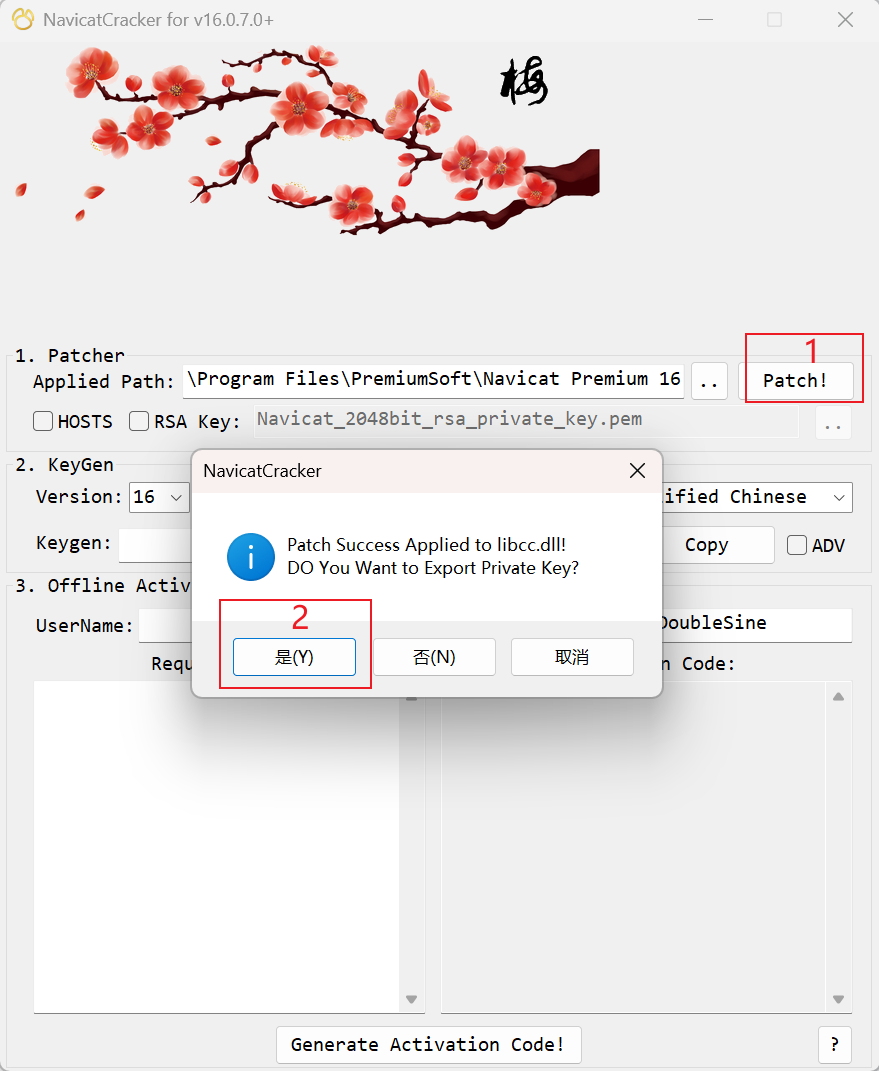 NavicatCracker for v16.0.7.0+
梅
1. Patcher
1
Applied Path: \Program Files\PremiumSoft\Navicat Premium 16 .. Patch!
HOSTS RSA Key: Navicat_2048bit_rsa_private_key.pem ..
2. KeyGen
Version: 16 ified Chinese
Keygen: Copy ADV
NavicatCracker
Patch Success Applied to libcc.dll!
DO You Want to Export Private Key?
2
是(Y) 否(N) 取消
3. Offline Activ
UserName: DoubleSine
Requ n Code:
Generate Activation Code! ?